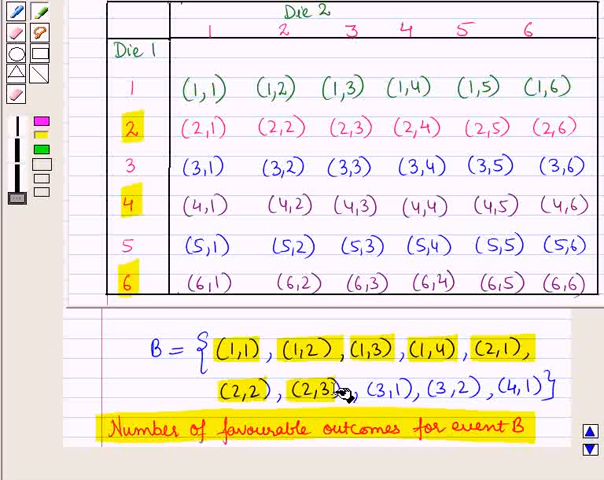 Die 2
1 2 3 4 5 6
Die 1
1 (1,1) (1,2) (1,3) (1,4) (1,5) (1,6)
2 (2,1) (2,2) (2,3) (2,4) (2,5) (2,6)
3 (3,1) (3,2) (3,3) (3,4) (3,5) (3,6)
4 (4,1) (4,2) (4,3) (4,4) (4,5) (4,6)
5 (5,1) (5,2) (5,3) (5,4) (5,5) (5,6)
6 (6,1) (6,2) (6,3) (6,4) (6,5) (6,6)
B = { (1,1) , (1,2) , (1,3) , (1,4) , (2,1) ,
(2,2) , (2,3) , (3,1) , (3,2) , (4,1) }
Number of favourable outcomes for event B